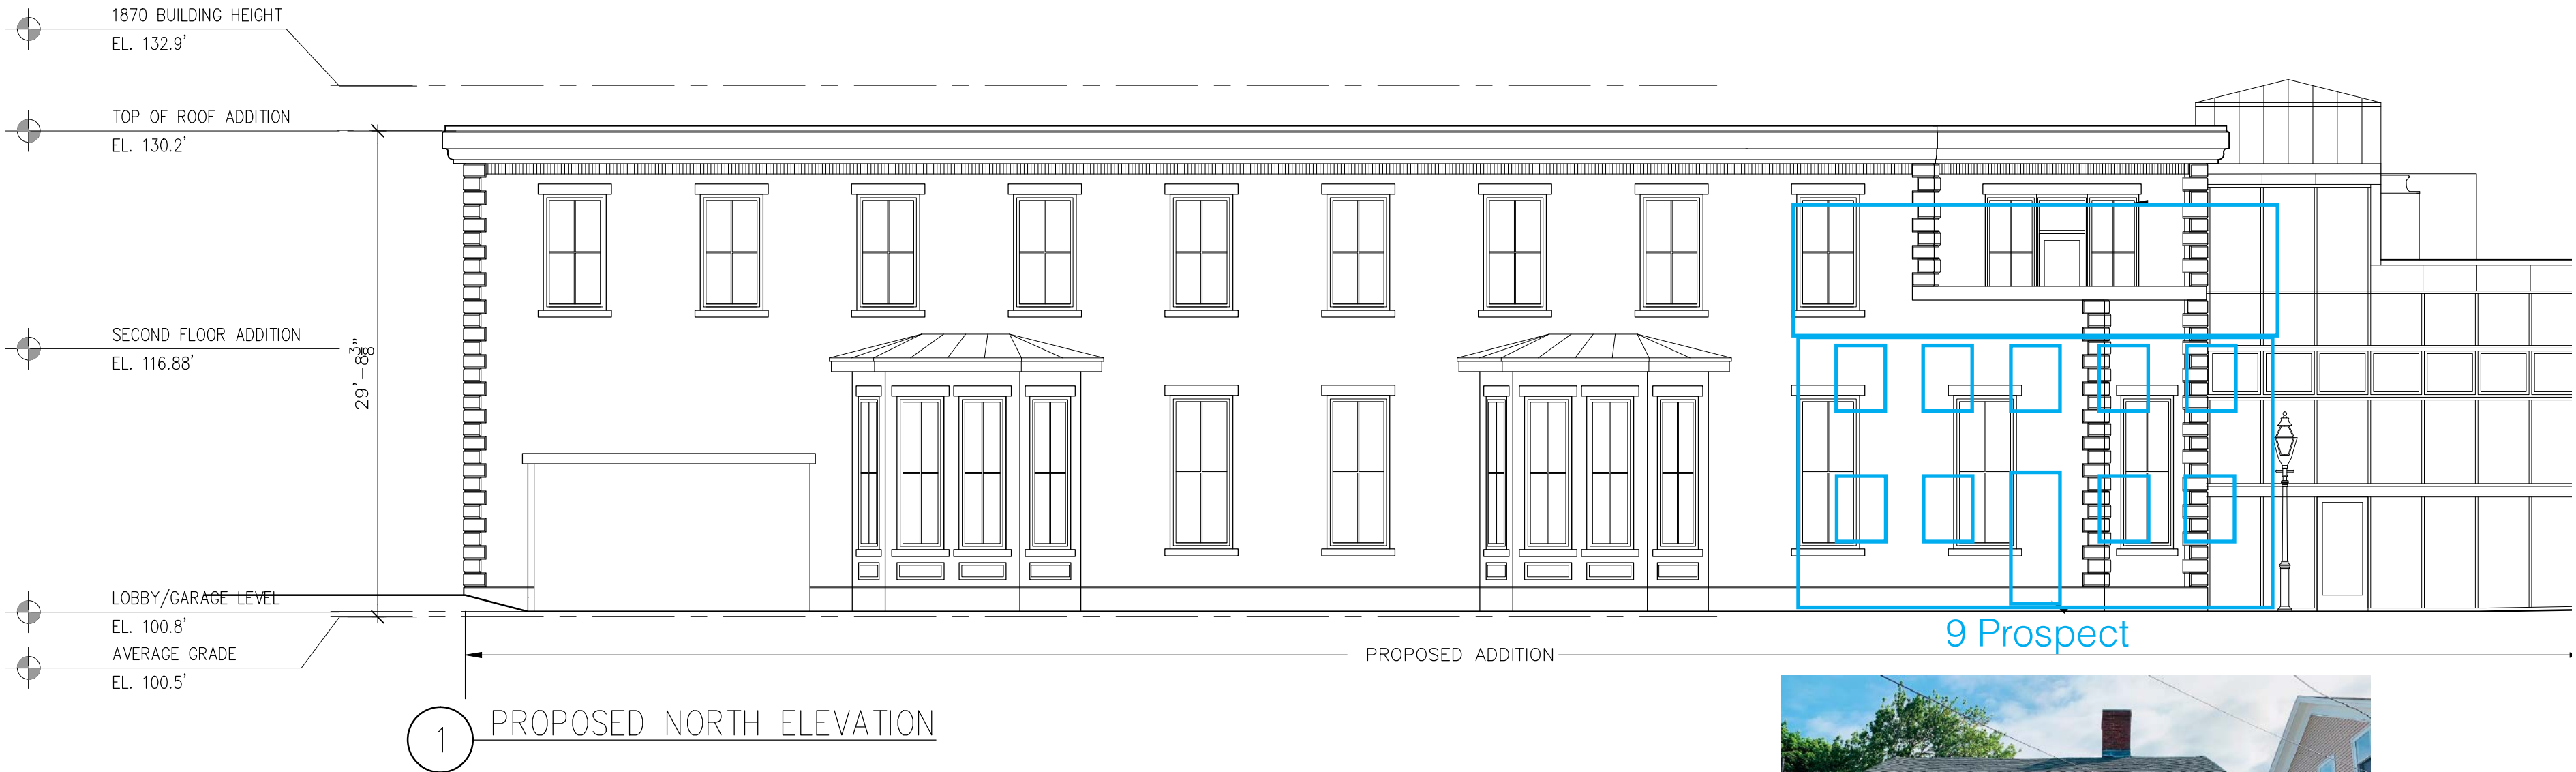 1870 BUILDING HEIGHT
EL. 132.9'
TOP OF ROOF ADDITION
EL. 130.2'
SECOND FLOOR ADDITION
EL. 116.88'
29'-8 3/8"
LOBBY/GARAGE LEVEL
EL. 100.8'
AVERAGE GRADE
EL. 100.5'
9 Prospect
PROPOSED ADDITION
1 PROPOSED NORTH ELEVATION